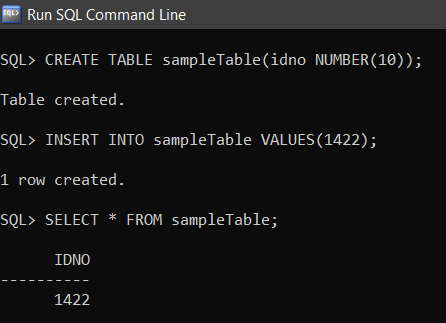 Run SQL Command Line
SQL> CREATE TABLE sampleTable(idno NUMBER(10));
Table created.
SQL> INSERT INTO sampleTable VALUES(1422);
1 row created.
SQL> SELECT * FROM sampleTable;
IDNO
----------
1422